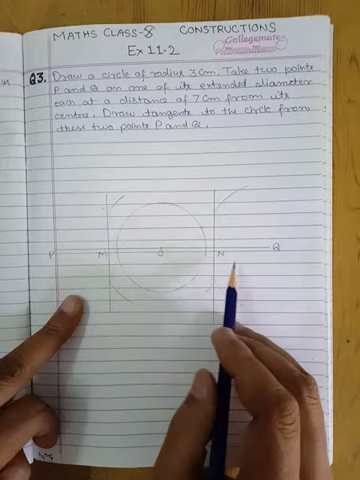 MATHS CLASS-8 CONSTRUCTIONS
Collegemate
Ex 11.2
Q3. Draw a circle of radius 3cm. Take two points
P and Q on one of its extended diameter
each at a distance of 7cm from its
centre. Draw tangents to the circle from
these two points P and Q.
P M O N Q